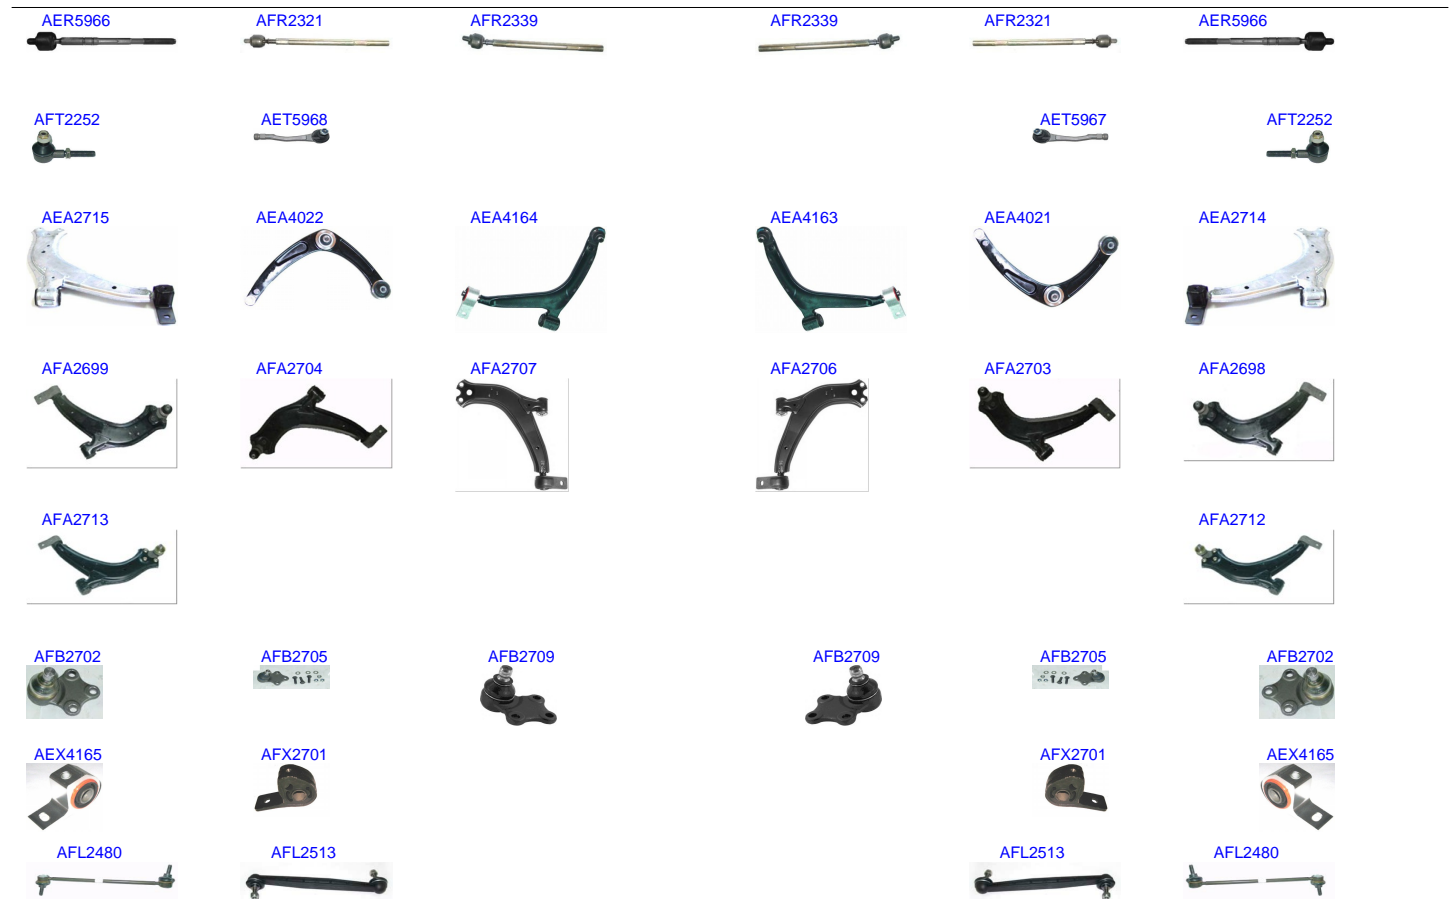 AER5966 AFR2321 AFR2339 AFR2339 AFR2321 AER5966
AFT2252 AET5968 AET5967 AFT2252
AEA2715 AEA4022 AEA4164 AEA4163 AEA4021 AEA2714
AFA2699 AFA2704 AFA2707 AFA2706 AFA2703 AFA2698
AFA2713 AFA2712
AFB2702 AFB2705 AFB2709 AFB2709 AFB2705 AFB2702
AEX4165 AFX2701 AFX2701 AEX4165
AFL2480 AFL2513 AFL2513 AFL2480